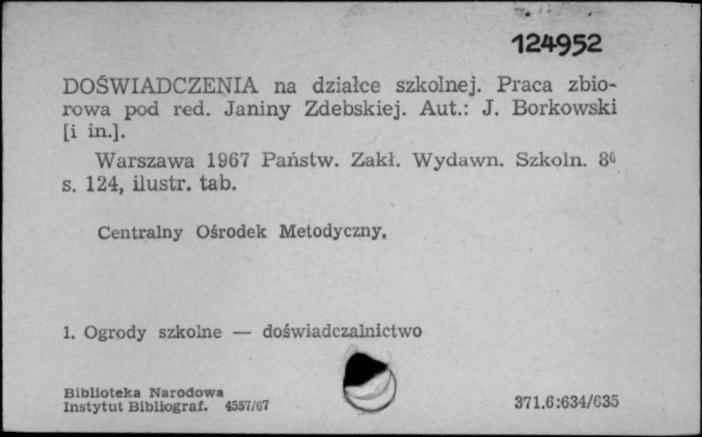 124952
DOŚWIADCZENIA na działce szkolnej. Praca zbio-
rowa pod red. Janiny Zdebskiej. Aut.: J. Borkowski
[i in.].
Warszawa 1967 Państw. Zakł. Wydawn. Szkoln. 8⁰
s. 124, ilustr. tab.
Centralny Ośrodek Metodyczny.
1. Ogrody szkolne — doświadczalnictwo
Biblioteka Narodowa
Instytut Bibliograf. 4557/67
371.6:634/635